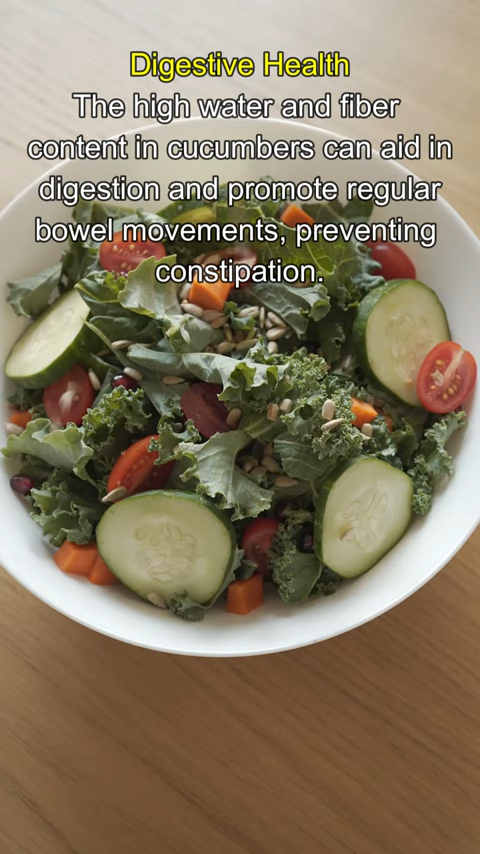 Digestive Health
The high water and fiber
content in cucumbers can aid in
digestion and promote regular
bowel movements, preventing
constipation.